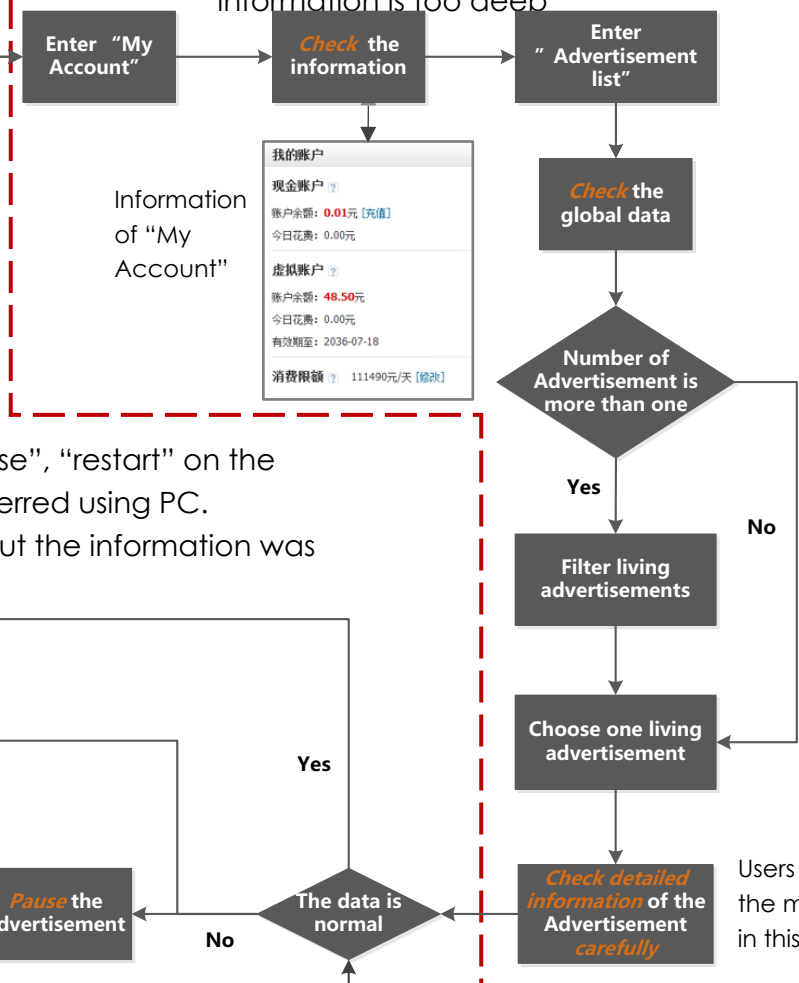 information is too deep
Enter “My
Account”
Check the
information
Enter
” Advertisement
list”
我的账户
现金账户 ?
账户余额：0.01元 [充值]
今日花费：0.00元
虚拟账户 ?
账户余额：48.50元
今日花费：0.00元
有效期至：2036-07-18
消费限额 ? 111490元/天 [修改]
Information
of “My
Account”
Check the
global data
Number of
Advertisement is
more than one
Yes
No
se”, “restart” on the
erred using PC.
ut the information was
Filter living
advertisements
Choose one living
advertisement
Yes
Check detailed
information of the
Advertisement
carefully
Users
the m
in this
The data is
normal
No
Pause the
dvertisement